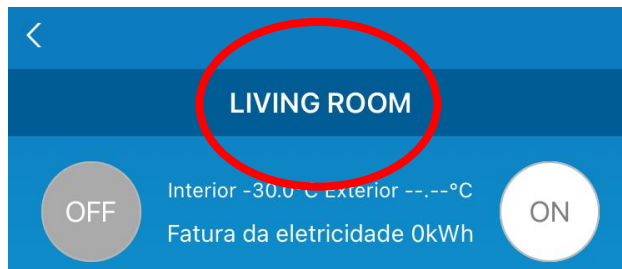 LIVING ROOM
OFF
Interior -30.0°C Exterior --.--°C
Fatura da eletricidade 0kWh
ON